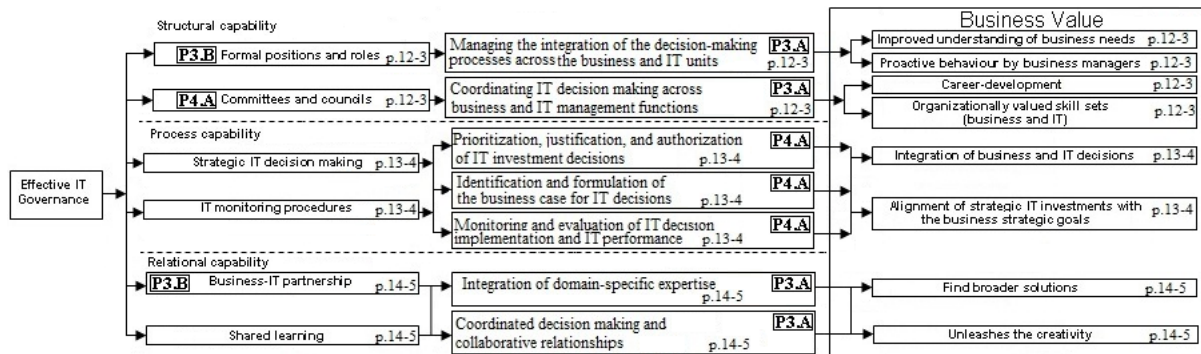 Structural capability
Business Value
P3.B Formal positions and roles p.12-3
Managing the integration of the decision-making P3.A
processes across the business and IT units p.12-3
Improved understanding of business needs p.12-3
Proactive behaviour by business managers p.12-3
P4.A Committees and councils p.12-3
Coordinating IT decision making across P3.A
business and IT management functions p.12-3
Career-development p.12-3
Organizationally valued skill sets p.12-3
(business and IT)
Process capability
Strategic IT decision making p.13-4
Prioritization, justification, and authorization P4.A
of IT investment decisions p.13-4
Integration of business and IT decisions p.13-4
Effective IT
Governance
Identification and formulation of P4.A
the business case for IT decisions p.13-4
IT monitoring procedures p.13-4
Monitoring and evaluation of IT decision P4.A
implementation and IT performance p.13-4
Alignment of strategic IT investments with p.13-4
the business strategic goals
Relational capability
P3.B Business-IT partnership p.14-5
Integration of domain-specific expertise P3.A
p.14-5
Find broader solutions p.14-5
Shared learning p.14-5
Coordinated decision making and P3.A
collaborative relationships p.14-5
Unleashes the creativity p.14-5